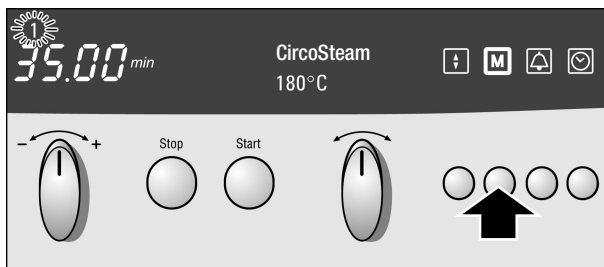 1
35.00 min
CircoSteam
180°C
M
- +
Stop
Start